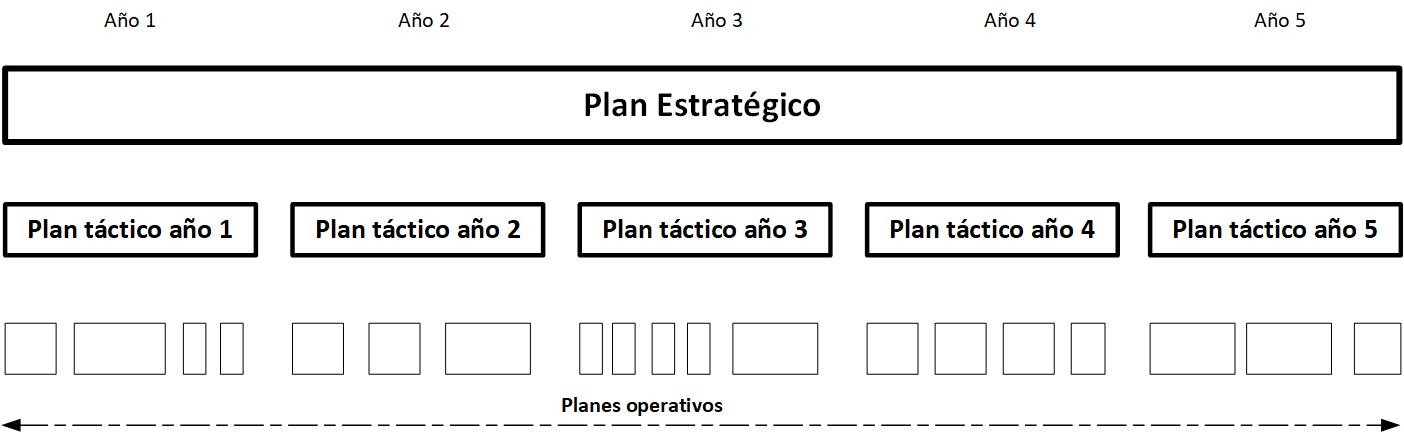 Año 1
Año 2
Año 3
Año 4
Año 5
Plan Estratégico
Plan táctico año 1
Plan táctico año 2
Plan táctico año 3
Plan táctico año 4
Plan táctico año 5
Planes operativos